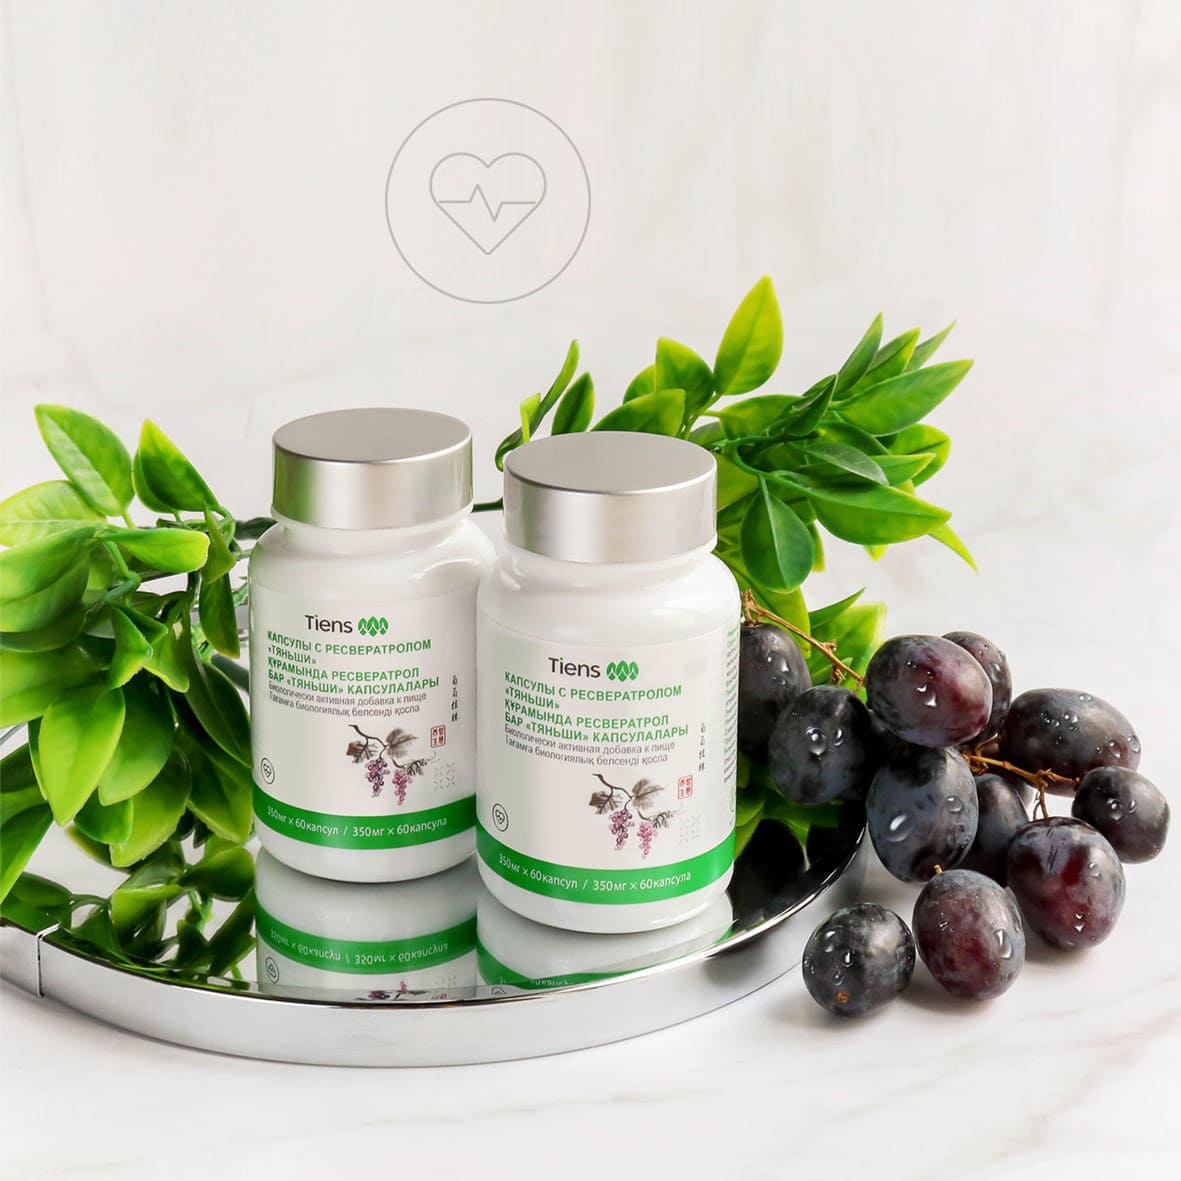 Tiens
КАПСУЛЫ С РЕСВЕРАТРОЛОМ
«ТЯНЬШИ»
ҚҰРАМЫНДА РЕСВЕРАТРОЛ
БАР «ТЯНЬШИ» КАПСУЛАЛАРЫ
Биологически активная добавка к пище
Тағамға биологиялық белсенді қоспа
350мг × 60капсул / 350мг × 60капсула
Tiens
КАПСУЛЫ С РЕСВЕРАТРОЛОМ
«ТЯНЬШИ»
ҚҰРАМЫНДА РЕСВЕРАТРОЛ
БАР «ТЯНЬШИ» КАПСУЛАЛАРЫ
Биологически активная добавка к пище
Тағамға биологиялық белсенді қоспа
350мг × 60капсул / 350мг × 60капсула